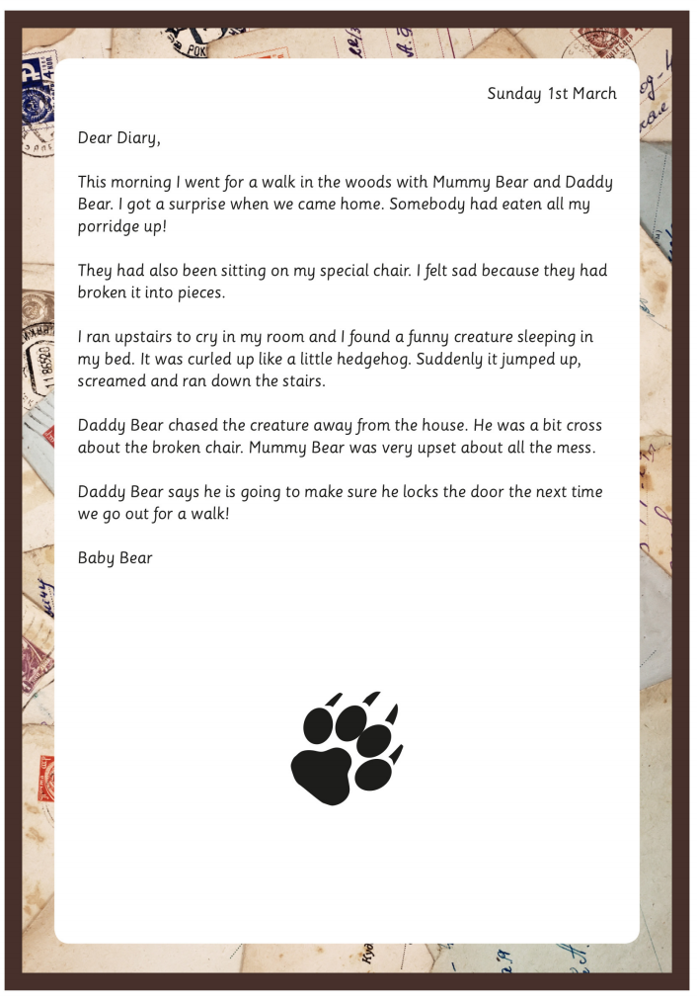 Sunday 1st March
Dear Diary,
This morning I went for a walk in the woods with Mummy Bear and Daddy
Bear. I got a surprise when we came home. Somebody had eaten all my
porridge up!
They had also been sitting on my special chair. I felt sad because they had
broken it into pieces.
I ran upstairs to cry in my room and I found a funny creature sleeping in
my bed. It was curled up like a little hedgehog. Suddenly it jumped up,
screamed and ran down the stairs.
Daddy Bear chased the creature away from the house. He was a bit cross
about the broken chair. Mummy Bear was very upset about all the mess.
Daddy Bear says he is going to make sure he locks the door the next time
we go out for a walk!
Baby Bear